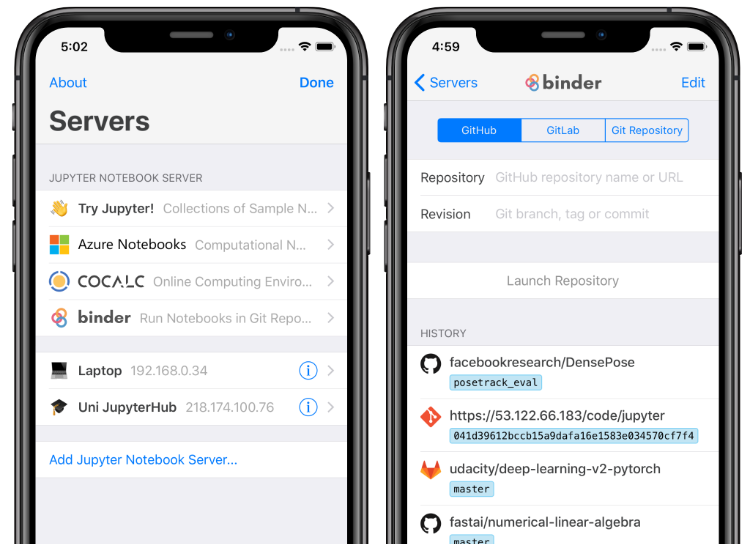 5:02
About
Done
Servers
JUPYTER NOTEBOOK SERVER
Try Jupyter! Collections of Sample N...
Azure Notebooks Computational N...
COCALC Online Computing Enviro...
binder Run Notebooks in Git Repo...
Laptop 192.168.0.34
Uni JupyterHub 218.174.100.76
Add Jupyter Notebook Server...
4:59
Servers
binder
Edit
GitHub
GitLab
Git Repository
Repository GitHub repository name or URL
Revision Git branch, tag or commit
Launch Repository
HISTORY
facebookresearch/DensePose
posetrack_eval
https://53.122.66.183/code/jupyter
041d39612bccb15a9dafa16e1583e034570cf7f4
udacity/deep-learning-v2-pytorch
master
fastai/numerical-linear-algebra
master